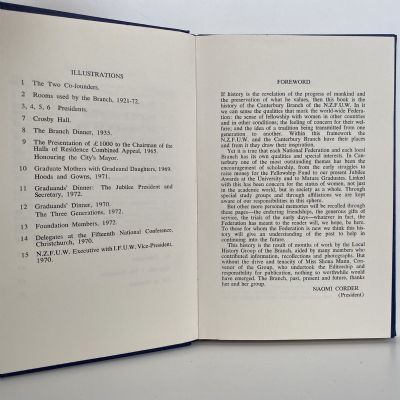 ILLUSTRATIONS
1 The Two Co-founders.
2 Rooms used by the Branch, 1921-72.
3, 4, 5, 6 Presidents.
7 Crosby Hall.
8 The Branch Dinner, 1935.
9 The Presentation of £1000 to the Chairman of the
Halls of Residence Combined Appeal, 1965.
Honouring the City's Mayor.
10 Graduate Mothers with Graduand Daughters, 1969.
Hoods and Gowns, 1971.
11 Graduands' Dinner: The Jubilee President and
Secretary, 1972.
12 Graduands' Dinner, 1970.
The Three Generations, 1972.
13 Foundation Members, 1972.
14 Delegates at the Fifteenth National Conference,
Christchurch, 1970.
15 N.Z.F.U.W. Executive with I.F.U.W. Vice-President,
1970.
FOREWORD
If history is the revelation of the progress of mankind and
the preservation of what he values, then this book is the
history of the Canterbury Branch of the N.Z.F.U.W. In it
we can sense the qualities that mark the world-wide Federa-
tion: the sense of fellowship with women in other countries
and in other conditions; the feeling of concern for their wel-
fare; and the idea of a tradition being transmitted from one
generation to another. Within this framework the
N.Z.F.U.W. and the Canterbury Branch have their places
and from it they draw their inspiration.
Yet it is true that each National Federation and each local
Branch has its own qualities and special interests. In Can-
terbury one of the most outstanding themes has been the
encouragement of scholarship, from the early struggles to
raise money for the Fellowship Fund to our present Jubilee
Awards at the University and to Mature Graduates. Linked
with this has been concern for the status of women, not just
in the academic world, but in society as a whole. Through
special study groups and through all our activities we are kept
aware of our responsibilities in this sphere.
But other more personal memories will be recalled through
these pages—the enduring friendships, the generous gifts of
service, the trials of the early days—whatever, in fact, the
Federation has meant to the reader will, we hope, be here.
To those for whom the Federation is new we think this his-
tory will give an understanding of the past to help in
continuing into the future.
This history is the result of months of work by the Local
History Group of the Branch, aided by many members who
contributed information, recollections and photographs. But
without the drive and tenacity of Miss Shona Mann, Con-
vener of the Group, who undertook the Editorship and
responsibility for publication, nothing so worthwhile would
have emerged. The Branch, past, present and future, thanks
her and her group.
NAOMI CORDER
(President)